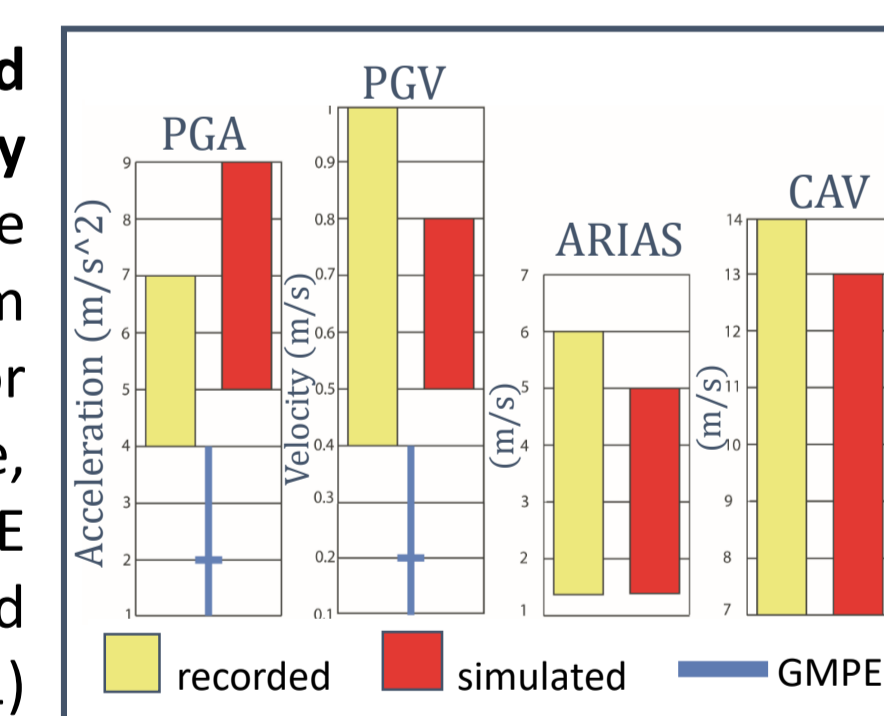 d
y
e
m
or
e,
E
d
.)
PGA
Acceleration (m/s^2)
9
8
7
6
5
4
3
2
1
PGV
Velocity (m/s)
1
0.9
0.8
0.7
0.6
0.5
0.4
0.3
0.2
0.1
ARIAS
(m/s)
7
6
5
4
3
2
1
CAV
(m/s)
14
13
12
11
10
9
8
7
recorded
simulated
GMPE